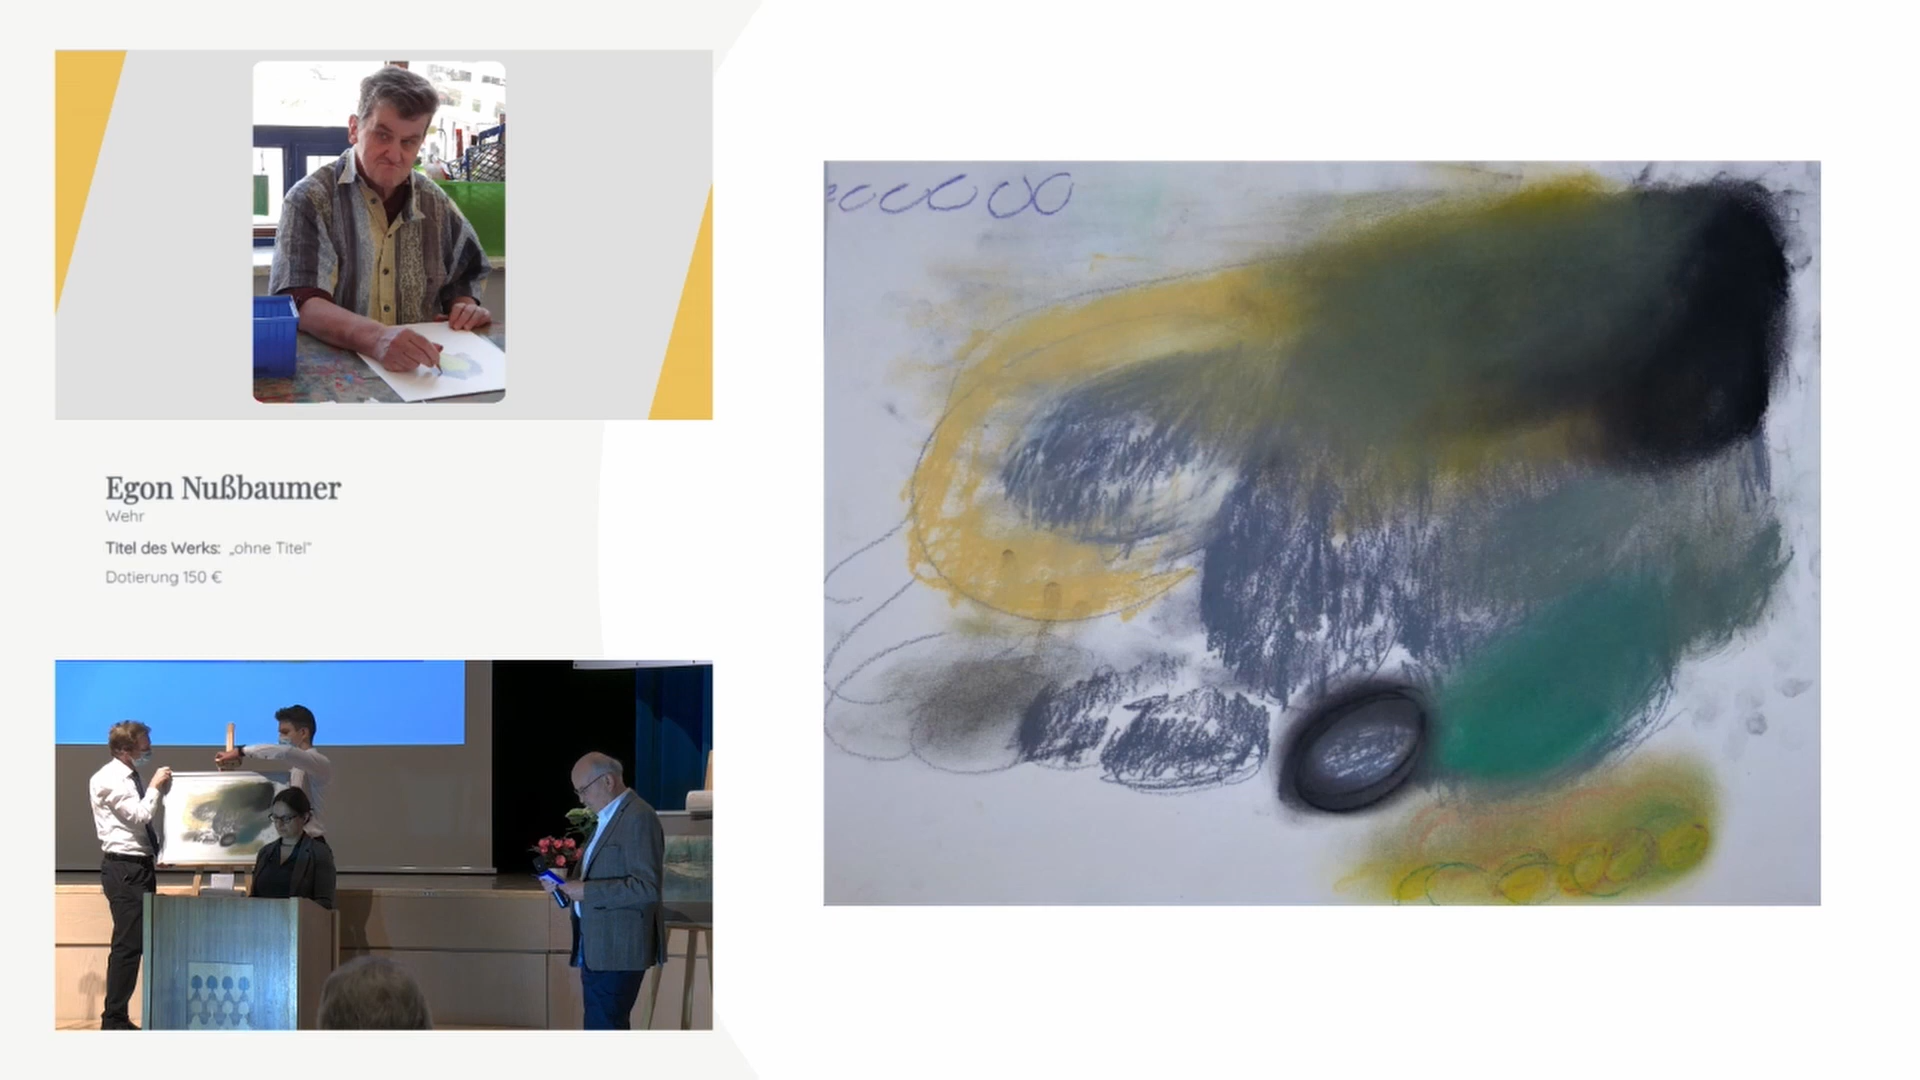 Egon Nußbaumer
Wehr
Titel des Werks: „ohne Titel“
Dotierung 150 €